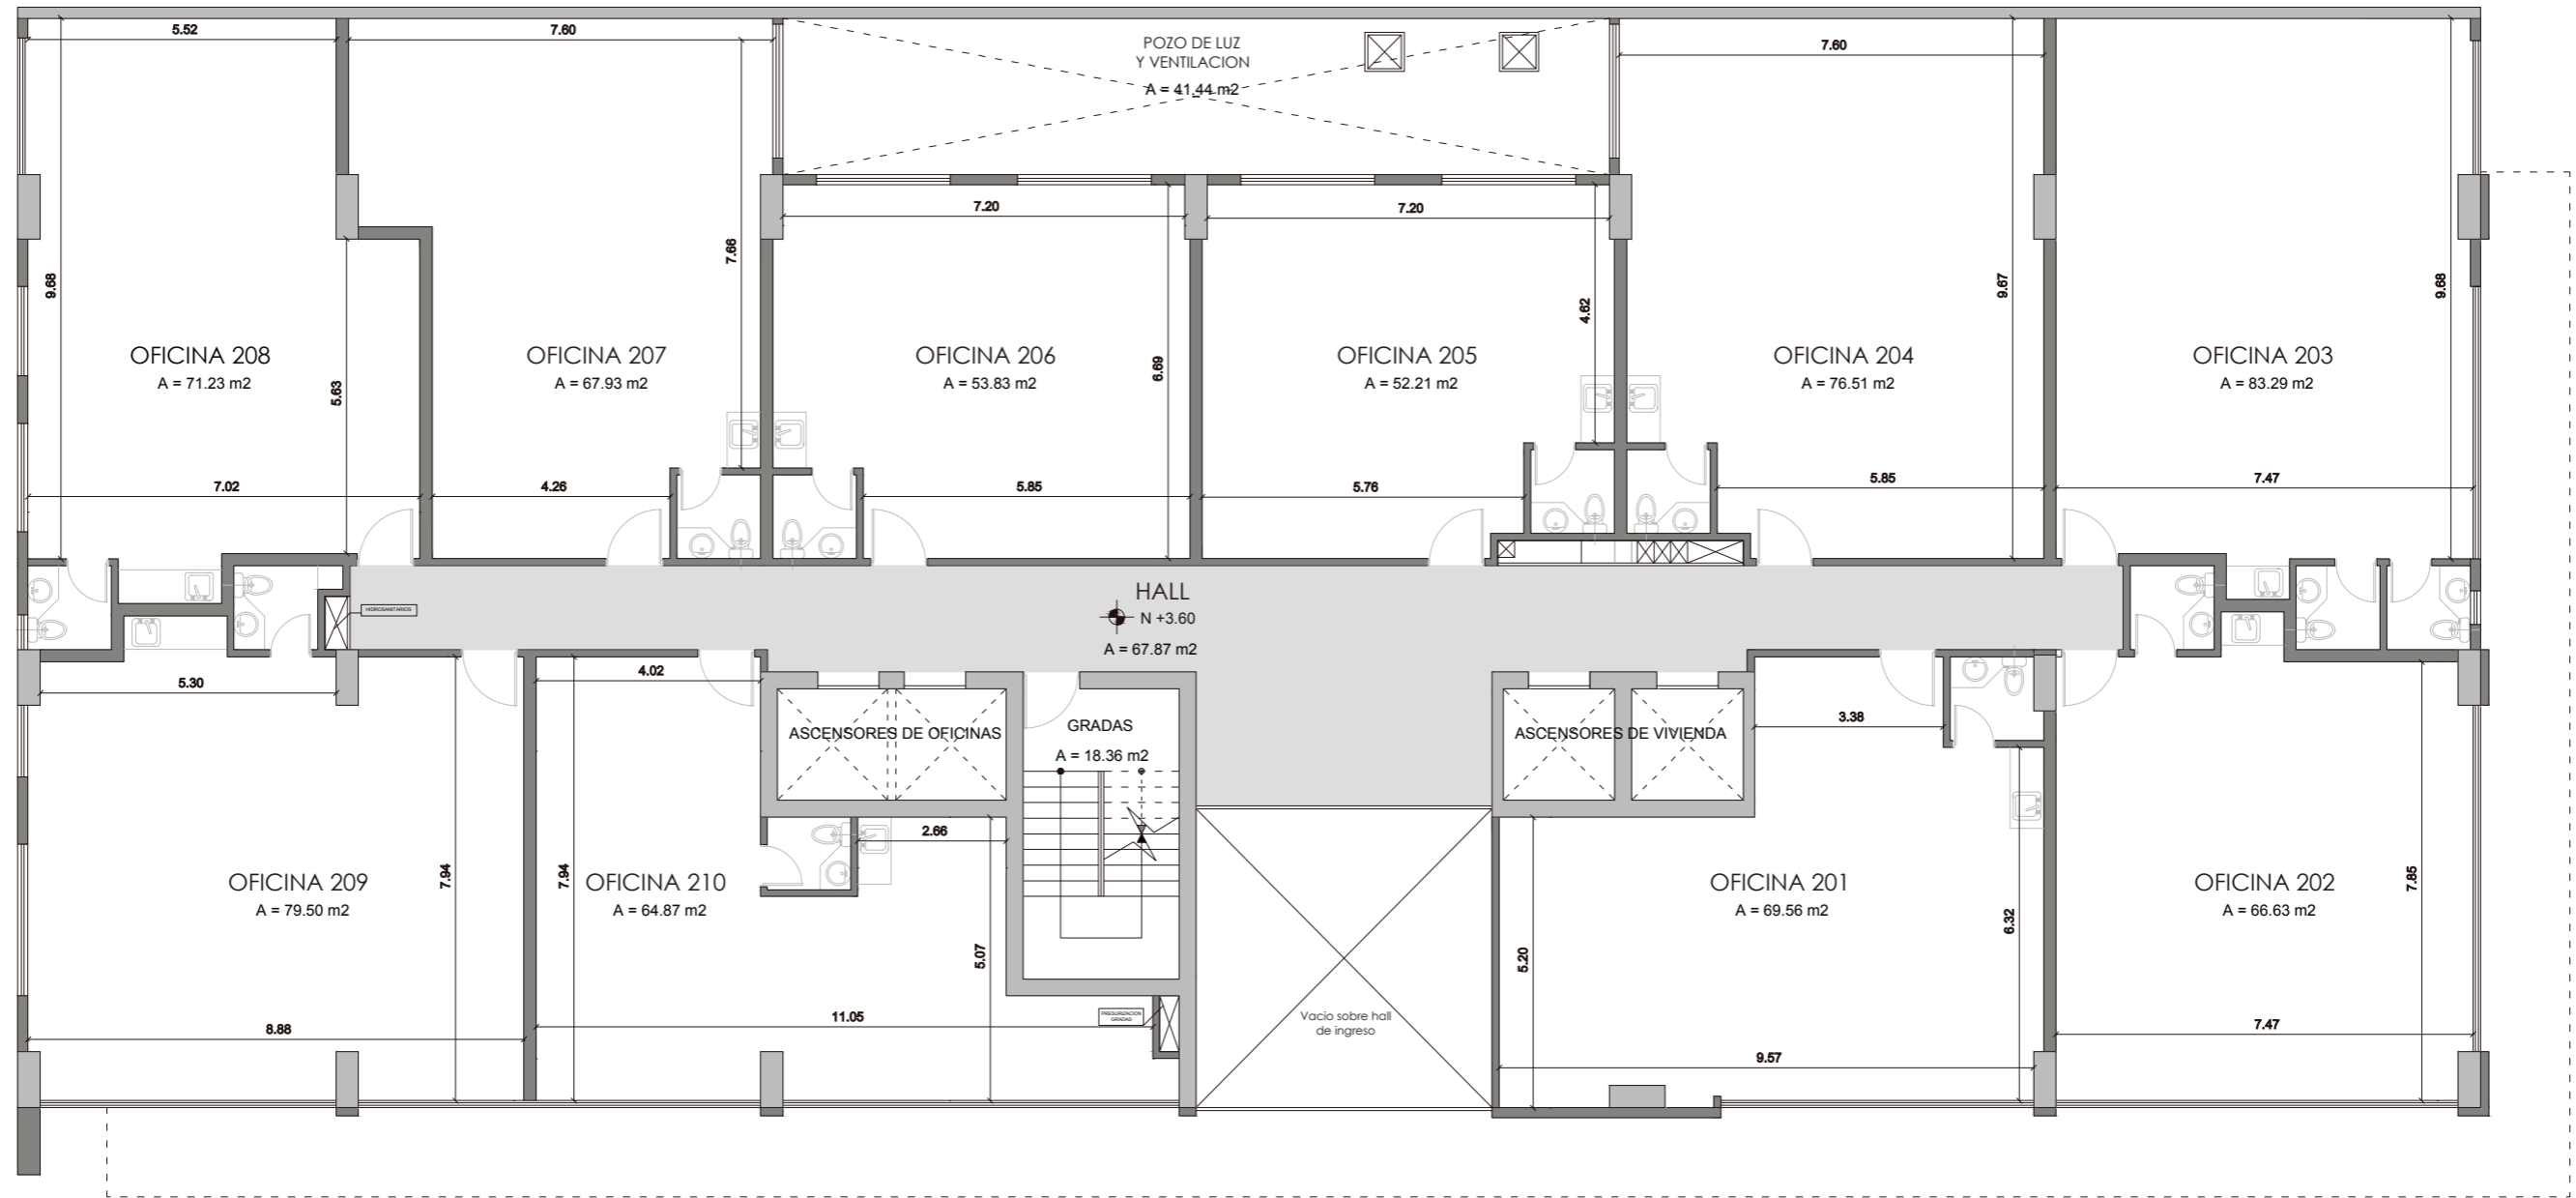 5.52
7.60
POZO DE LUZ
Y VENTILACION
A = 41.44 m2
7.60
7.20
7.20
9.68
7.66
4.62
9.67
9.68
5.63
6.69
OFICINA 208
A = 71.23 m2
OFICINA 207
A = 67.93 m2
OFICINA 206
A = 53.83 m2
OFICINA 205
A = 52.21 m2
OFICINA 204
A = 76.51 m2
OFICINA 203
A = 83.29 m2
7.02
4.26
5.85
5.76
5.85
7.47
HIDROSANITARIOS
HALL
N +3.60
A = 67.87 m2
5.30
4.02
ASCENSORES DE OFICINAS
GRADAS
A = 18.36 m2
ASCENSORES DE VIVIENDA
3.38
2.66
OFICINA 209
A = 79.50 m2
7.94
7.94
OFICINA 210
A = 64.87 m2
5.07
5.20
OFICINA 201
A = 69.56 m2
6.32
OFICINA 202
A = 66.63 m2
7.85
8.88
11.05
PRESURIZACION
GRADAS
Vacio sobre hall
de ingreso
9.57
7.47